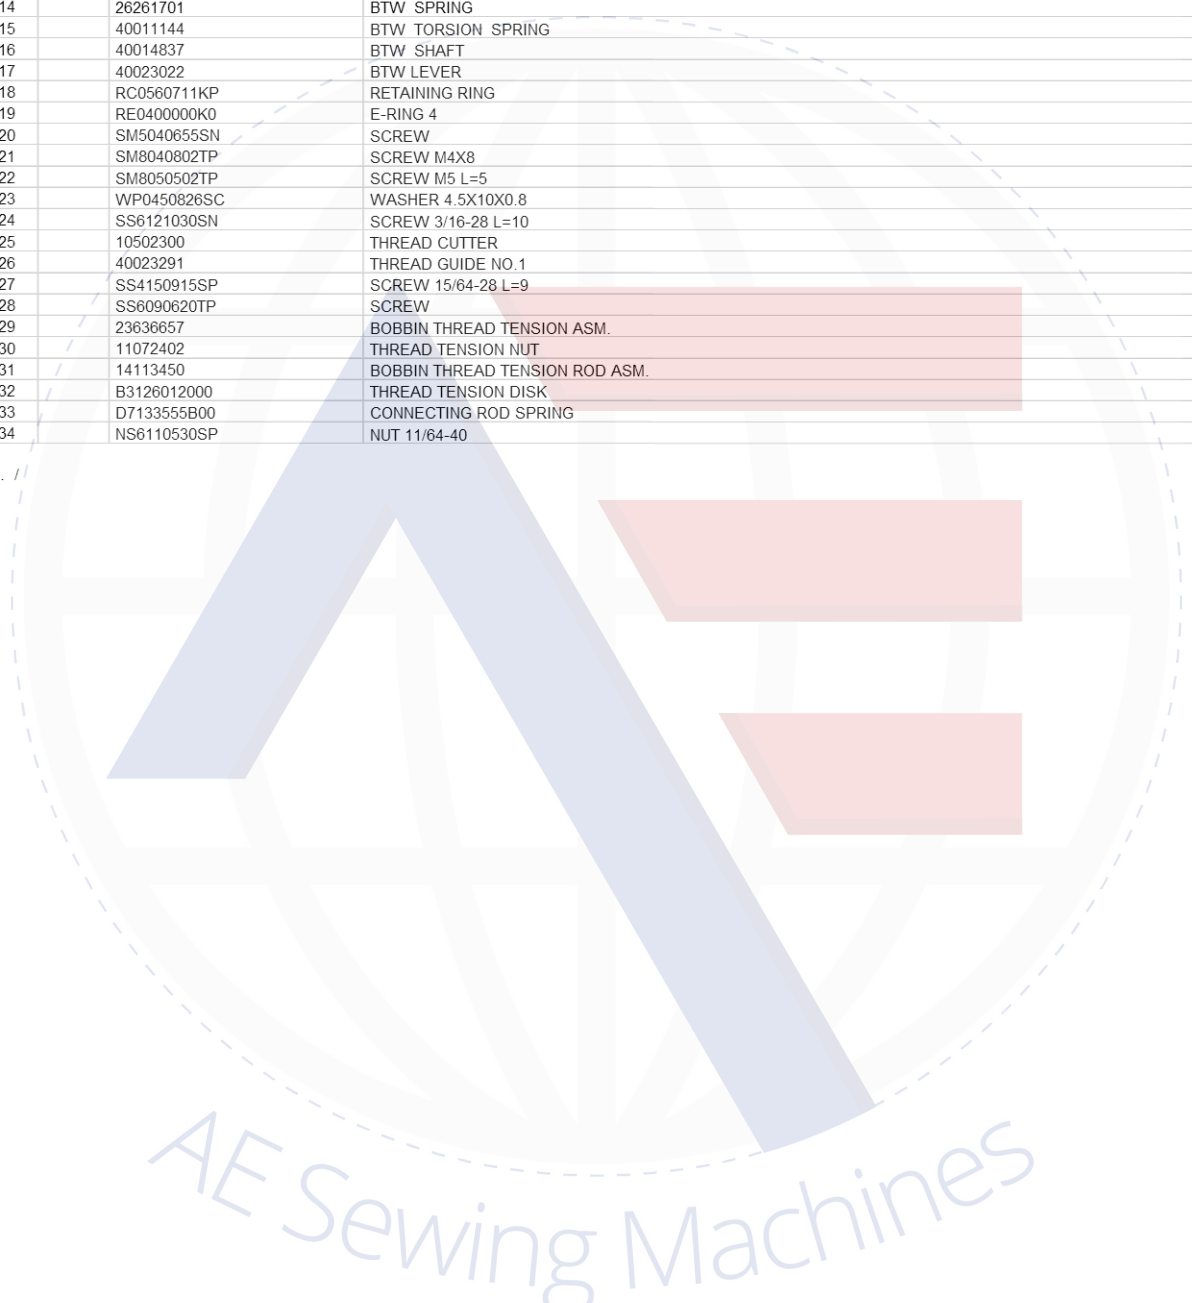 14 26261701 BTW SPRING
15 40011144 BTW TORSION SPRING
16 40014837 BTW SHAFT
17 40023022 BTW LEVER
18 RC0560711KP RETAINING RING
19 RE0400000K0 E-RING 4
20 SM5040655SN SCREW
21 SM8040802TP SCREW M4X8
22 SM8050502TP SCREW M5 L=5
23 WP0450826SC WASHER 4.5X10X0.8
24 SS6121030SN SCREW 3/16-28 L=10
25 10502300 THREAD CUTTER
26 40023291 THREAD GUIDE NO.1
27 SS4150915SP SCREW 15/64-28 L=9
28 SS6090620TP SCREW
29 23636657 BOBBIN THREAD TENSION ASM.
30 11072402 THREAD TENSION NUT
31 14113450 BOBBIN THREAD TENSION ROD ASM.
32 B3126012000 THREAD TENSION DISK
33 D7133555B00 CONNECTING ROD SPRING
34 NS6110530SP NUT 11/64-40
. /
AE Sewing Machines